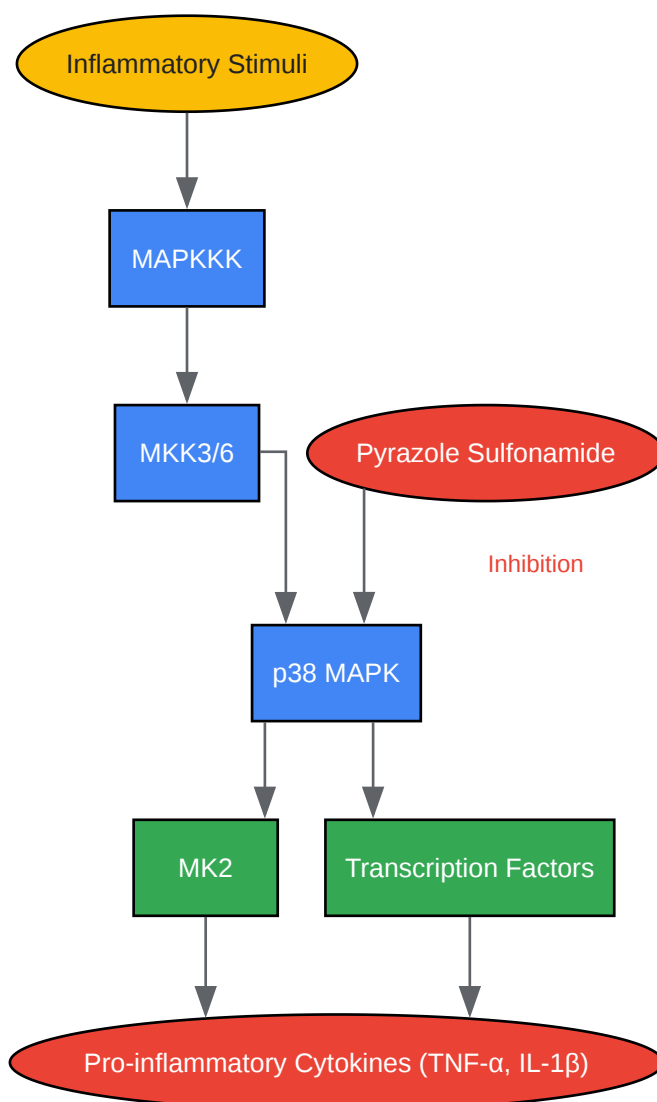 Inflammatory Stimuli
MAPKKK
MKK3/6
Pyrazole Sulfonamide
Inhibition
p38 MAPK
MK2
Transcription Factors
Pro-inflammatory Cytokines (TNF-α, IL-1β)